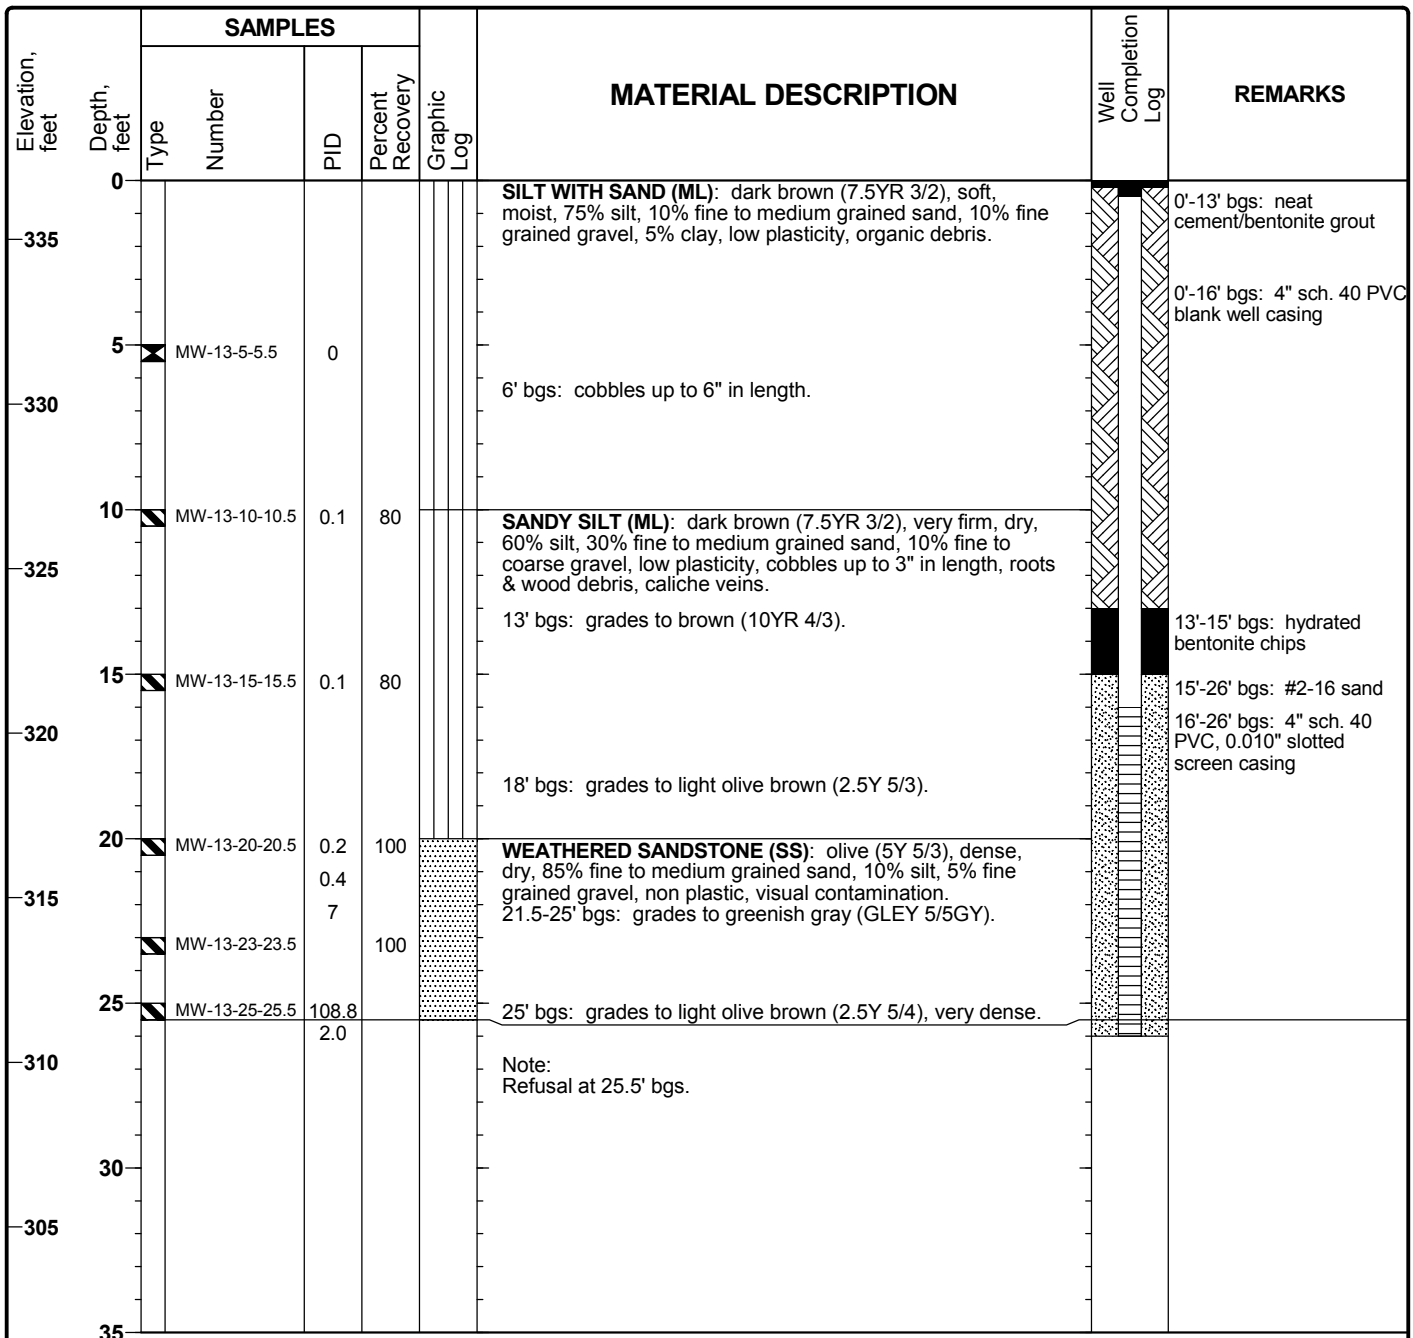 SAMPLES
Elevation,
feet
Depth,
feet
Type
Number
PID
Percent
Recovery
Graphic
Log
MATERIAL DESCRIPTION
Well
Completion
Log
REMARKS
0
SILT WITH SAND (ML): dark brown (7.5YR 3/2), soft,
moist, 75% silt, 10% fine to medium grained sand, 10% fine
grained gravel, 5% clay, low plasticity, organic debris.
0'-13' bgs: neat
cement/bentonite grout
335
0'-16' bgs: 4" sch. 40 PVC
blank well casing
5
MW-13-5-5.5 0
6' bgs: cobbles up to 6" in length.
330
10
MW-13-10-10.5 0.1 80
SANDY SILT (ML): dark brown (7.5YR 3/2), very firm, dry,
60% silt, 30% fine to medium grained sand, 10% fine to
coarse gravel, low plasticity, cobbles up to 3" in length, roots
& wood debris, caliche veins.
325
13' bgs: grades to brown (10YR 4/3).
13'-15' bgs: hydrated
bentonite chips
15
MW-13-15-15.5 0.1 80
15'-26' bgs: #2-16 sand
16'-26' bgs: 4" sch. 40
PVC, 0.010" slotted
screen casing
320
18' bgs: grades to light olive brown (2.5Y 5/3).
20
MW-13-20-20.5 0.2 100
WEATHERED SANDSTONE (SS): olive (5Y 5/3), dense,
dry, 85% fine to medium grained sand, 10% silt, 5% fine
grained gravel, non plastic, visual contamination.
0.4
315
7
21.5-25' bgs: grades to greenish gray (GLEY 5/5GY).
MW-13-23-23.5 100
25
MW-13-25-25.5 108.8
25' bgs: grades to light olive brown (2.5Y 5/4), very dense.
2.0
310
Note:
Refusal at 25.5' bgs.
30
305
35